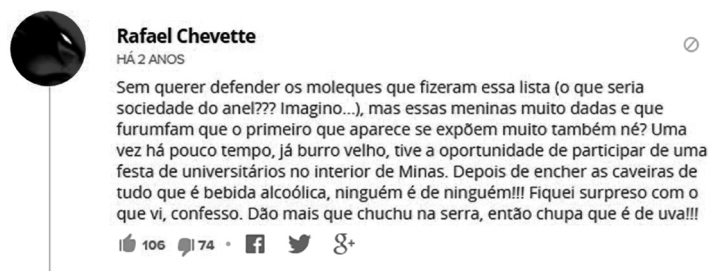 Rafael Chevette
HÁ 2 ANOS
Sem querer defender os moleques que fizeram essa lista (o que seria
sociedade do anel??? Imagino...), mas essas meninas muito dadas e que
furumfam que o primeiro que aparece se expõem muito também né? Uma
vez há pouco tempo, já burro velho, tive a oportunidade de participar de uma
festa de universitários no interior de Minas. Depois de encher as caveiras de
tudo que é bebida alcoólica, ninguém é de ninguém!!! Fiquei surpreso com o
que vi, confesso. Dão mais que chuchu na serra, então chupa que é de uva!!!
106 74 • f g+